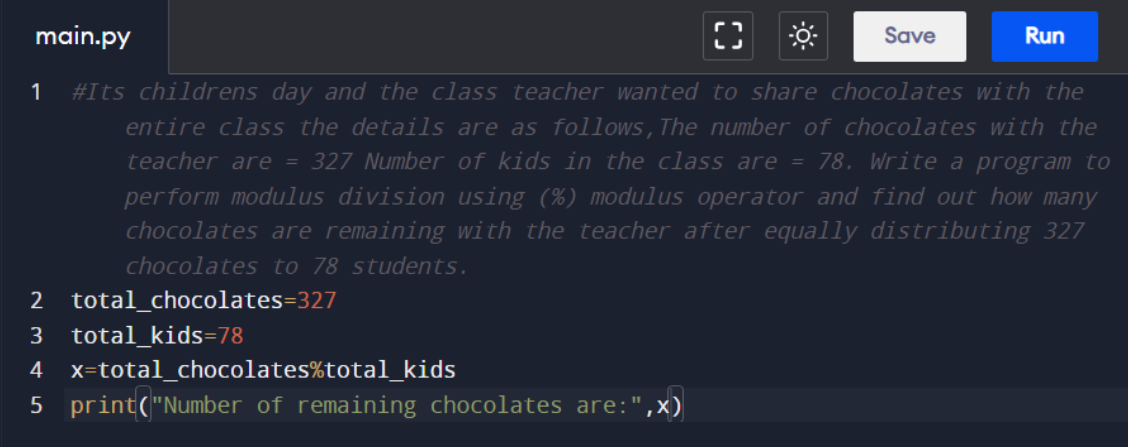 main.py
Save
Run
1 #Its childrens day and the class teacher wanted to share chocolates with the
entire class the details are as follows,The number of chocolates with the
teacher are = 327 Number of kids in the class are = 78. Write a program to
perform modulus division using (%) modulus operator and find out how many
chocolates are remaining with the teacher after equally distributing 327
chocolates to 78 students.
2 total_chocolates=327
3 total_kids=78
4 x=total_chocolates%total_kids
5 print("Number of remaining chocolates are:",x)